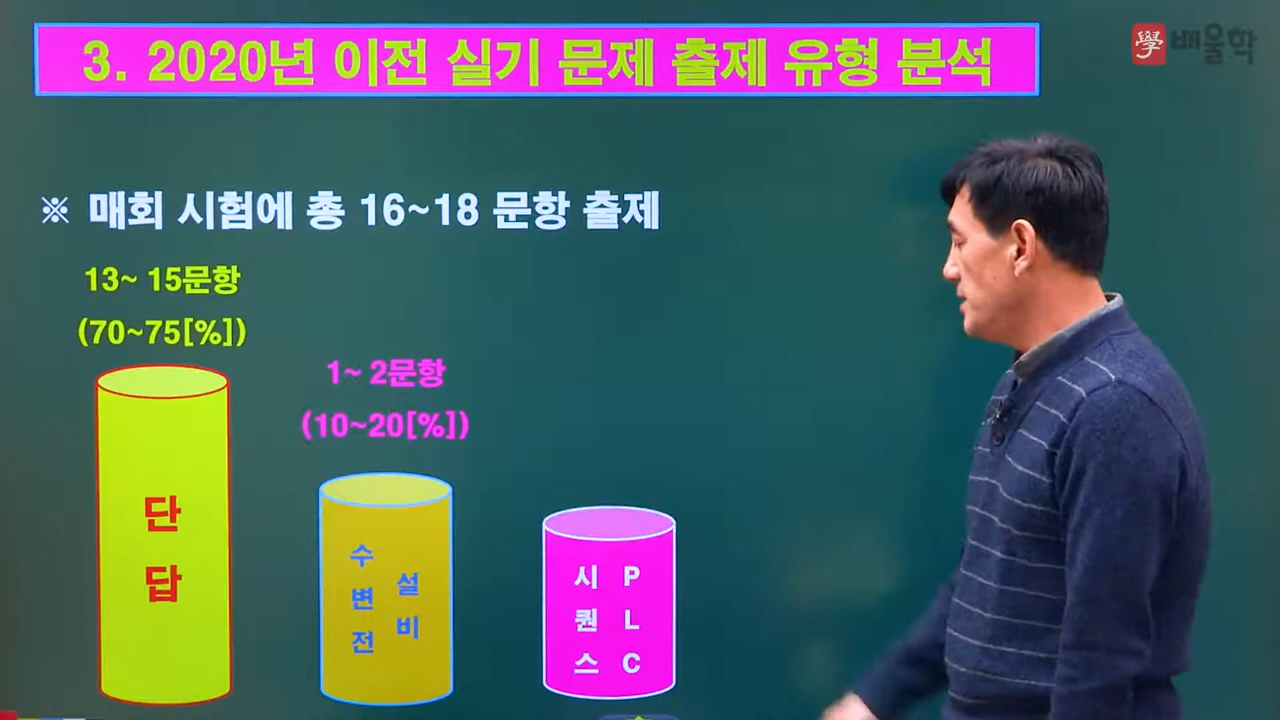 3. 2020년 이전 실기 문제 출제 유형 분석
學 배울학
※ 매회 시험에 총 16~18 문항 출제
13~ 15문항
(70~75[%])
1~ 2문항
(10~20[%])
단답
수변전
설비
시퀀스
PLC